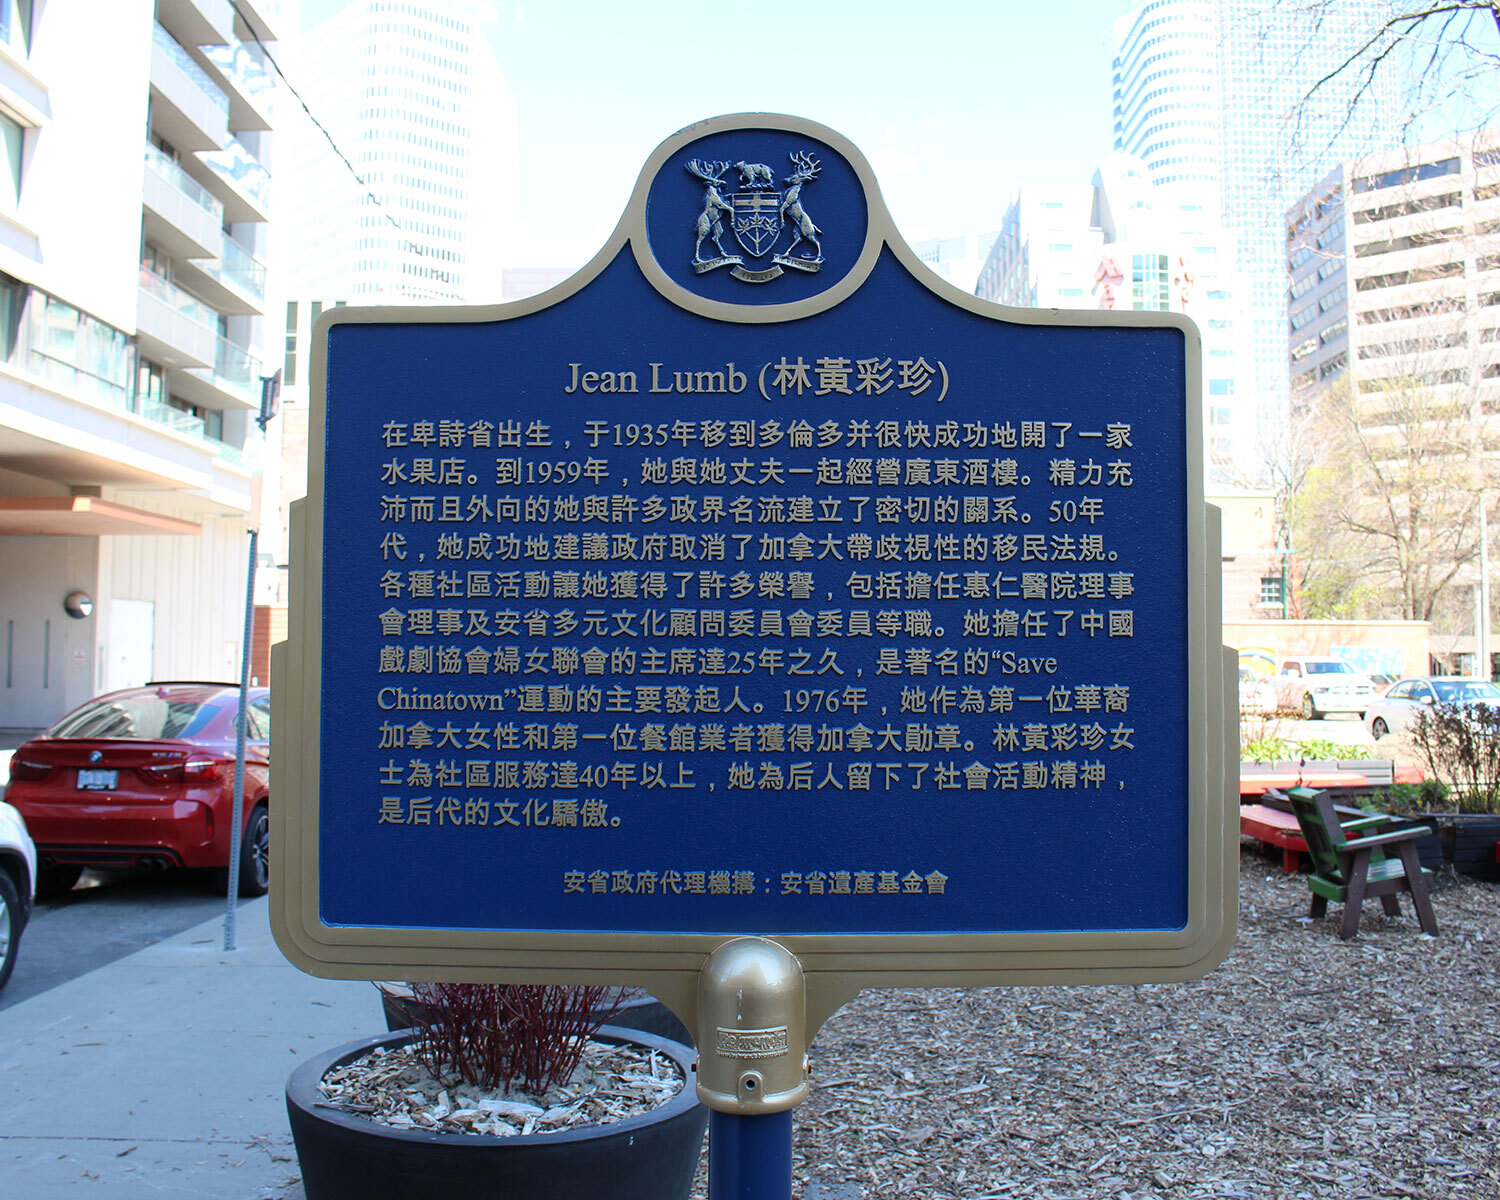 Jean Lumb (林黃彩珍)
在卑詩省出生，于1935年移到多倫多并很快成功地開了一家
水果店。到1959年，她與她丈夫一起經營廣東酒樓。精力充
沛而且外向的她與許多政界名流建立了密切的關系。50年
代，她成功地建議政府取消了加拿大帶歧視性的移民法規。
各種社區活動讓她獲得了許多榮譽，包括擔任惠仁醫院理事
會理事及安省多元文化顧問委員會委員等職。她擔任了中國
戲劇協會婦女聯會的主席達25年之久，是著名的“Save
Chinatown”運動的主要發起人。1976年，她作為第一位華裔
加拿大女性和第一位餐館業者獲得加拿大勛章。林黃彩珍女
士為社區服務達40年以上，她為后人留下了社會活動精神，
是后代的文化驕傲。
安省政府代理機搆：安省遺產基金會